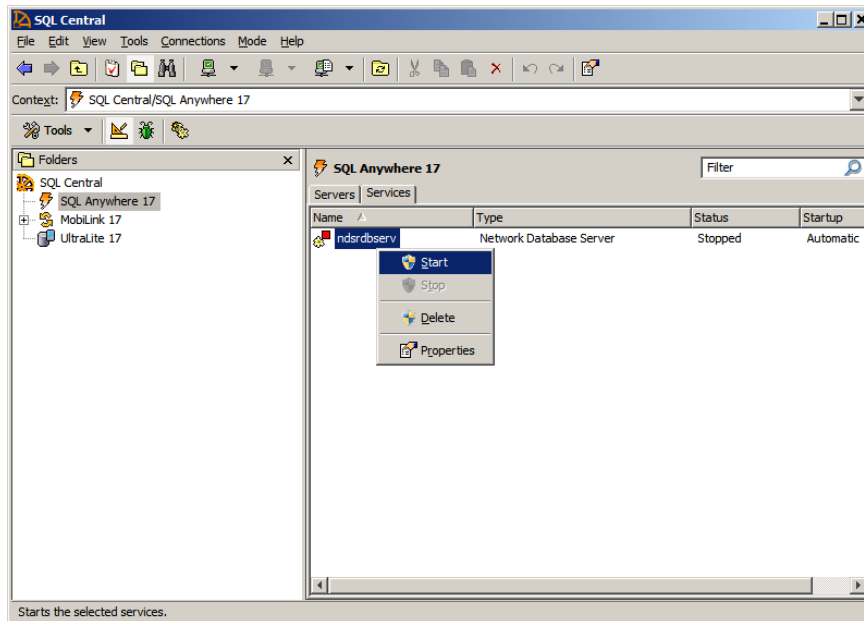 SQL Central
File Edit View Tools Connections Mode Help
Context: SQL Central/SQL Anywhere 17
Tools
Folders
SQL Central
SQL Anywhere 17
MobiLink 17
UltraLite 17
SQL Anywhere 17
Filter
Servers Services
Name Type Status Startup
ndsrdbserv Network Database Server Stopped Automatic
Start
Stop
Delete
Properties
Starts the selected services.